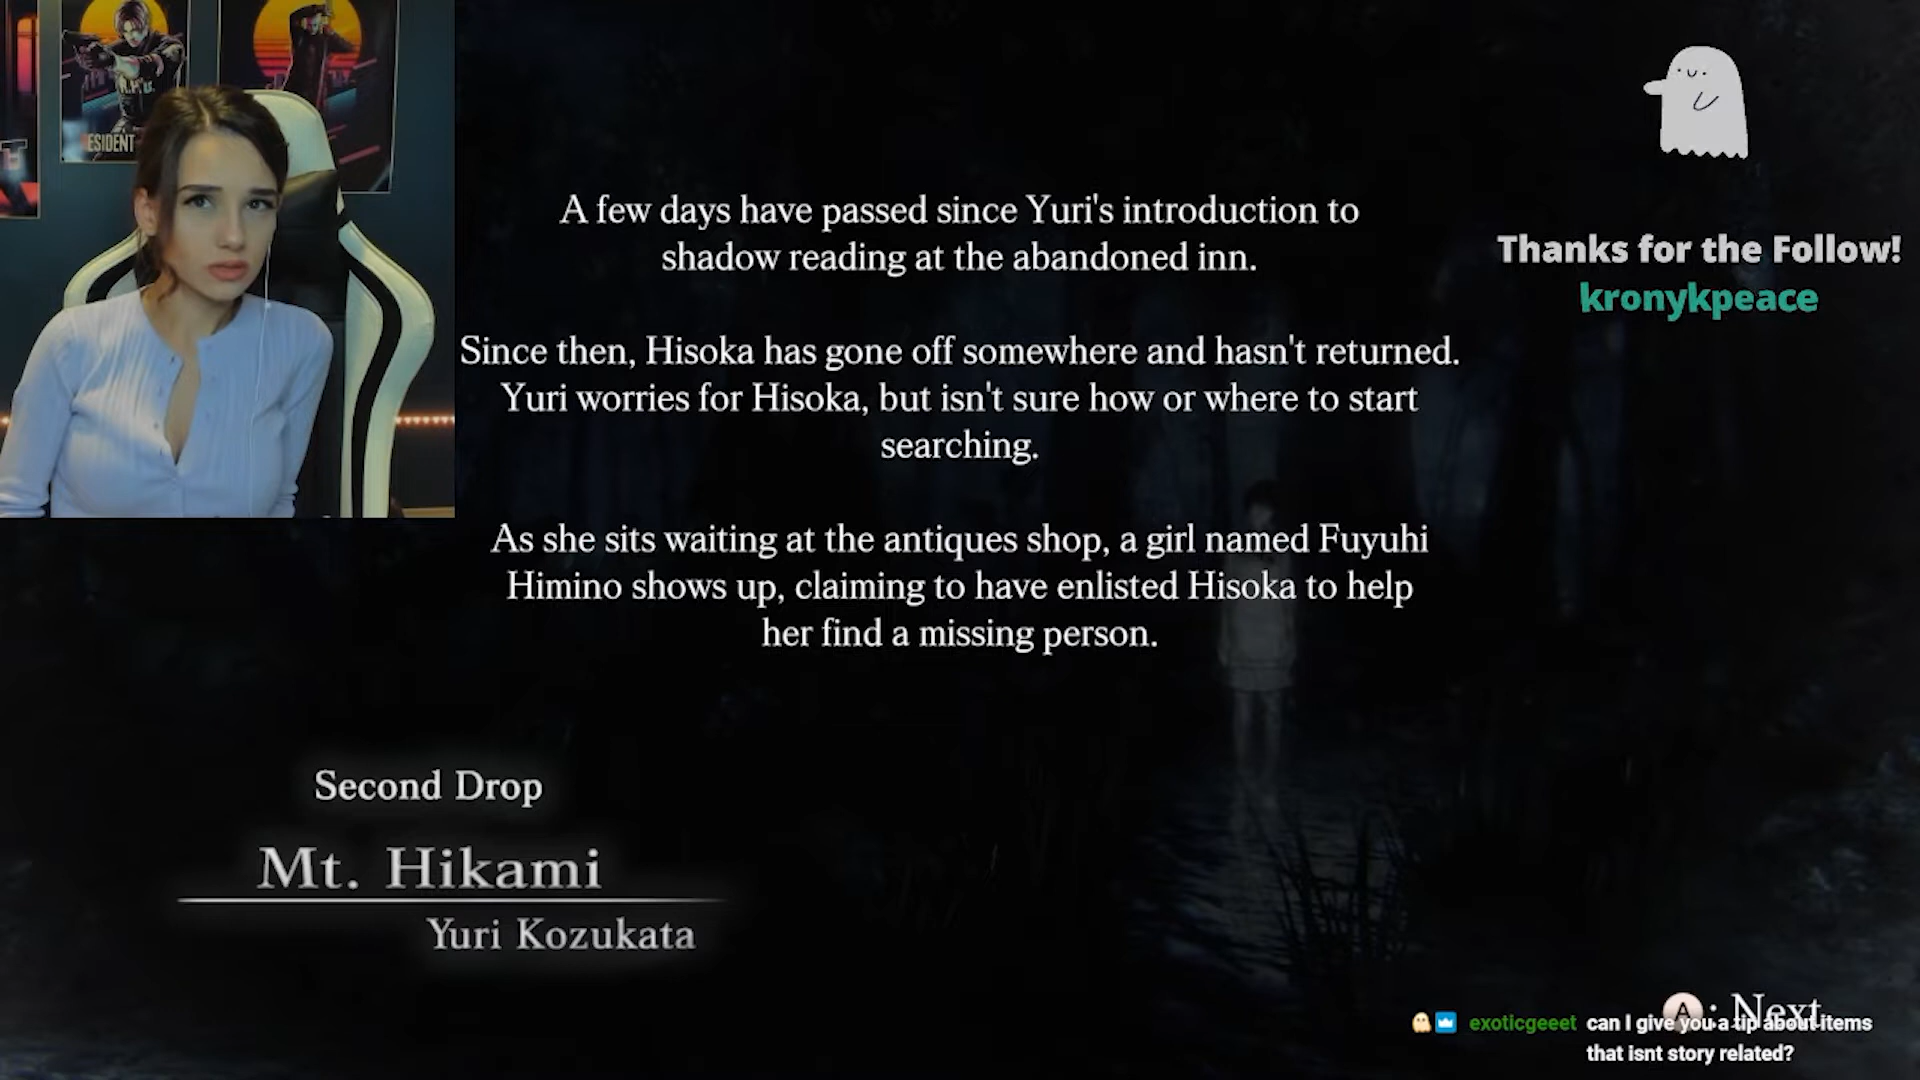 R.P.D.
RESIDENT
A few days have passed since Yuri's introduction to
shadow reading at the abandoned inn.
Since then, Hisoka has gone off somewhere and hasn't returned.
Yuri worries for Hisoka, but isn't sure how or where to start
searching.
As she sits waiting at the antiques shop, a girl named Fuyuhi
Himino shows up, claiming to have enlisted Hisoka to help
her find a missing person.
Thanks for the Follow!
kronykpeace
Second Drop
Mt. Hikami
Yuri Kozukata
A: Next
exoticgeeet can I give you a tip about items
that isnt story related?